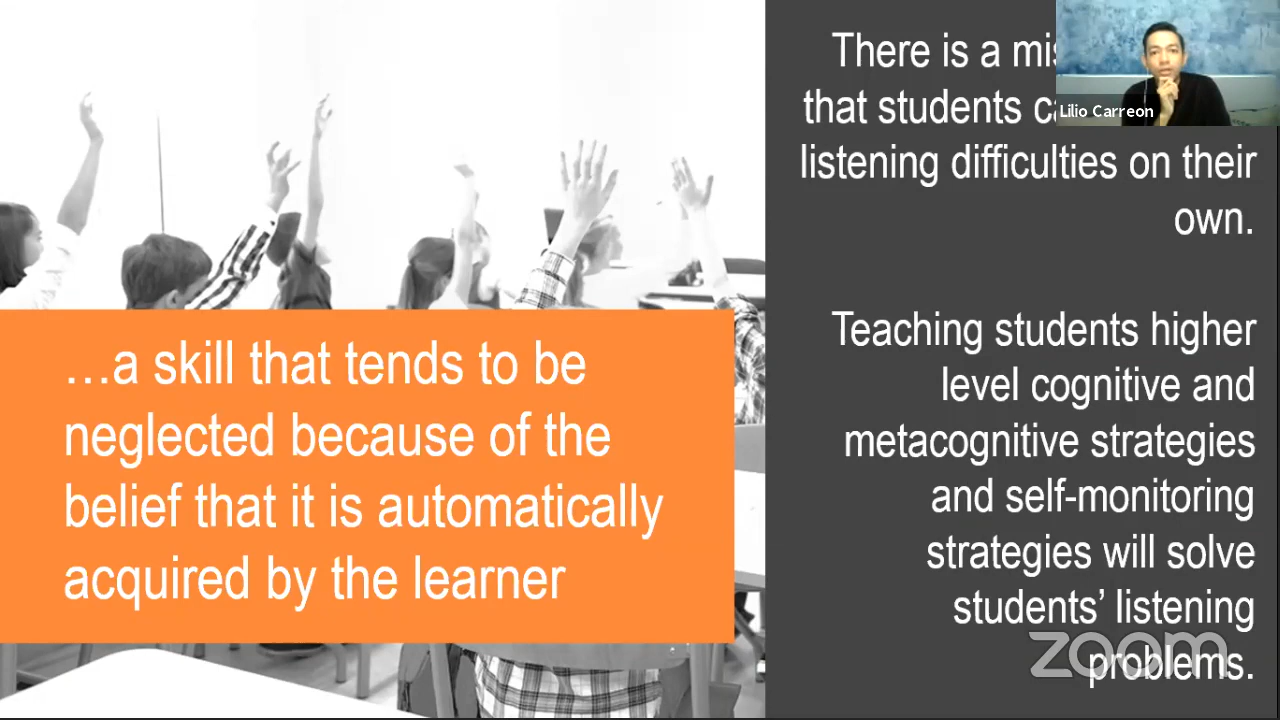 …a skill that tends to be
neglected because of the
belief that it is automatically
acquired by the learner
There is a
that students
listening difficulties on their
own.
Teaching students higher
level cognitive and
metacognitive strategies
and self-monitoring
strategies will solve
students’ listening
problems.
Lilio Carreon
zoom